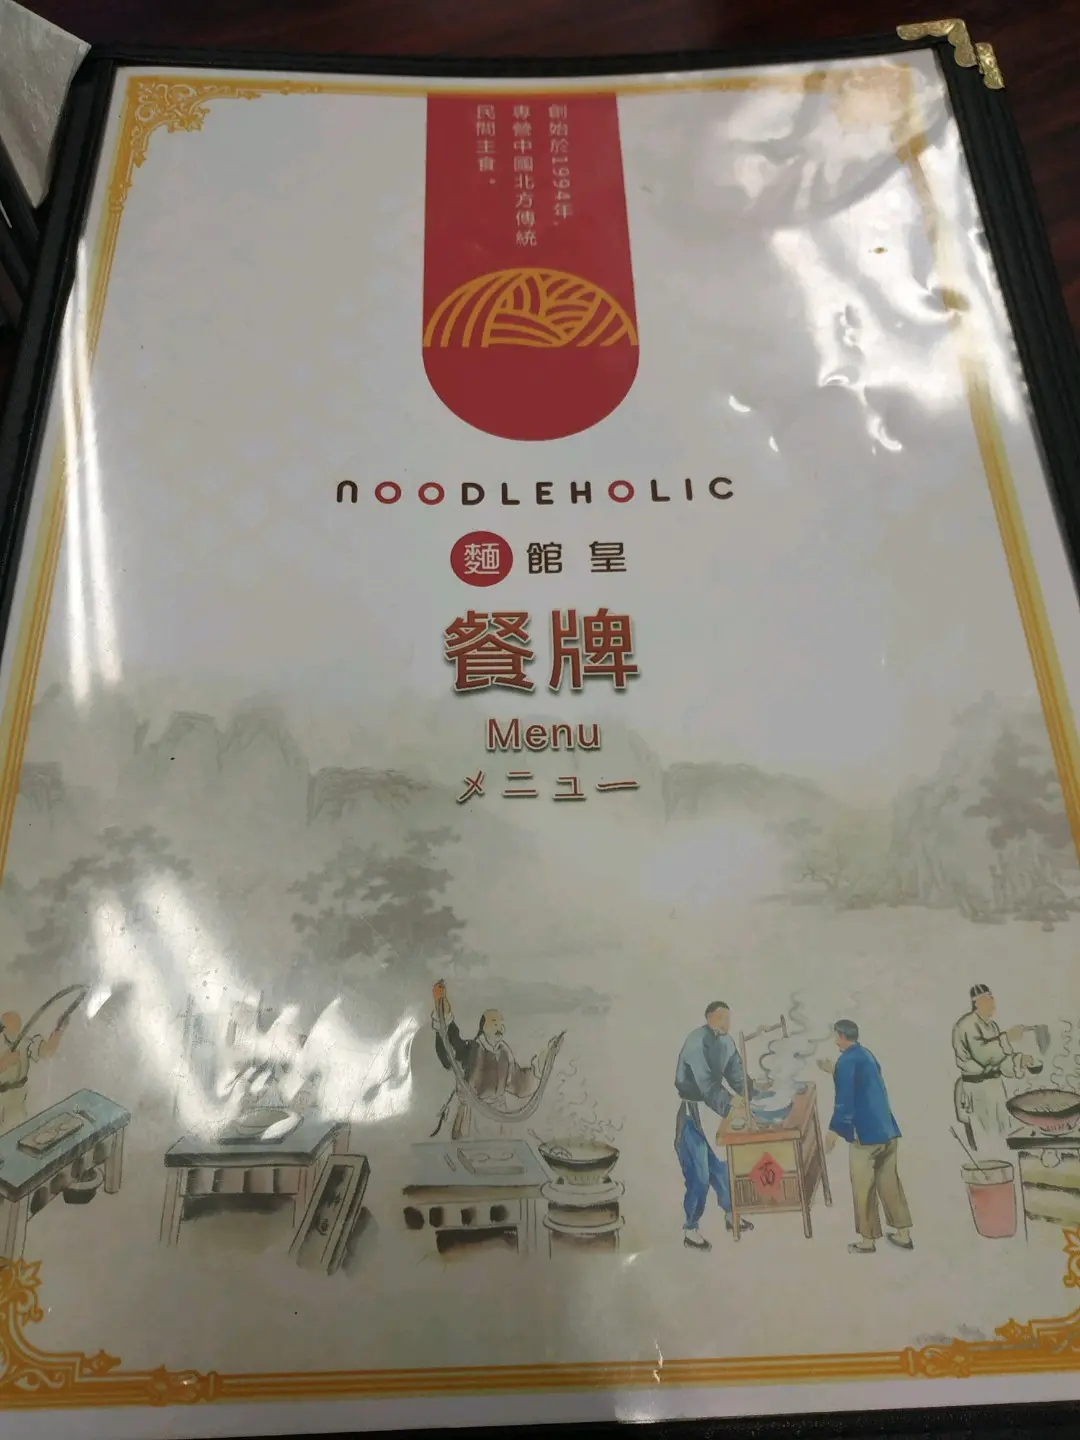 創始於1994年.
專營中國北方傳統
民間主食。
NOODLEHOLIC
麵館皇
餐牌
Menu
メニュー